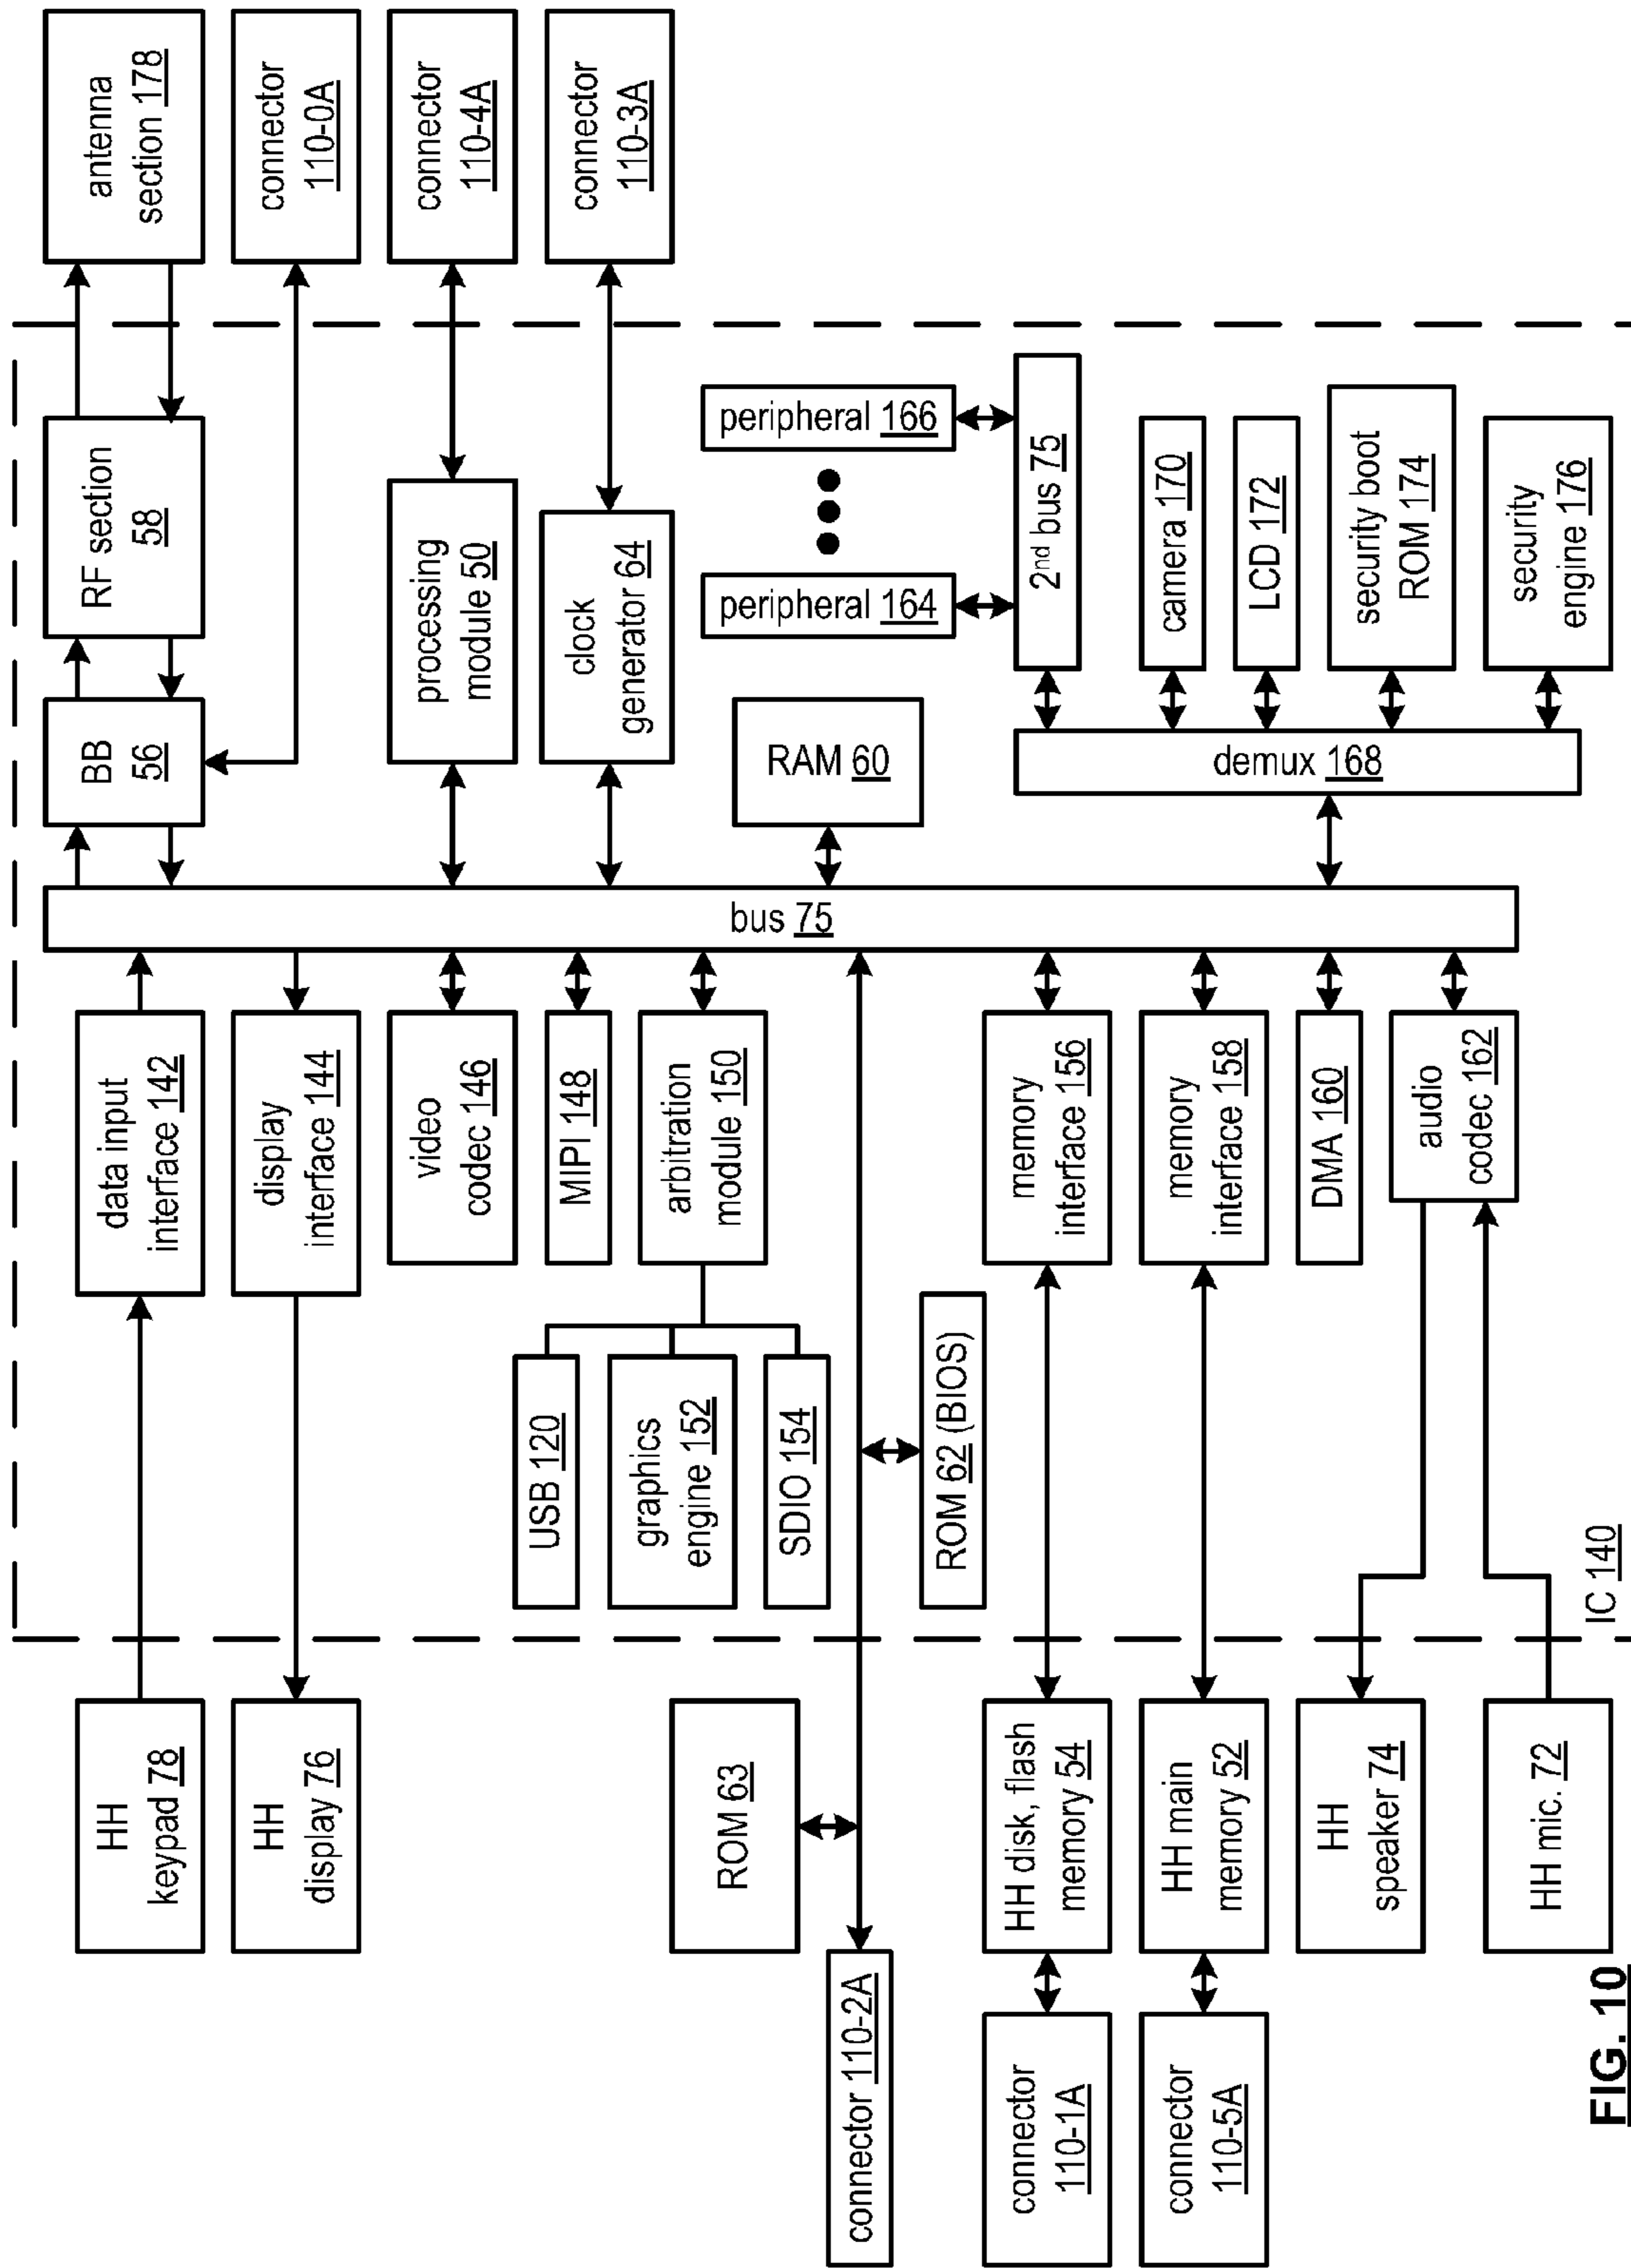 antenna
section 178
connector
110-0A
connector
110-4A
connector
110-3A
RF section
58
BB
56
processing
module 50
clock
generator 64
peripheral 166
peripheral 164
2nd bus 75
RAM 60
camera 170
LCD 172
security boot
ROM 174
security
engine 176
demux 168
bus 75
data input
interface 142
display
interface 144
video
codec 146
MIPI 148
arbitration
module 150
memory
interface 156
memory
interface 158
DMA 160
audio
codec 162
USB 120
graphics
engine 152
SDIO 154
ROM 62 (BIOS)
IC 140
HH
keypad 78
HH
display 76
ROM 63
HH disk, flash
memory 54
HH main
memory 52
HH
speaker 74
HH mic. 72
connector 110-2A
connector
110-1A
connector
110-5A
FIG. 10